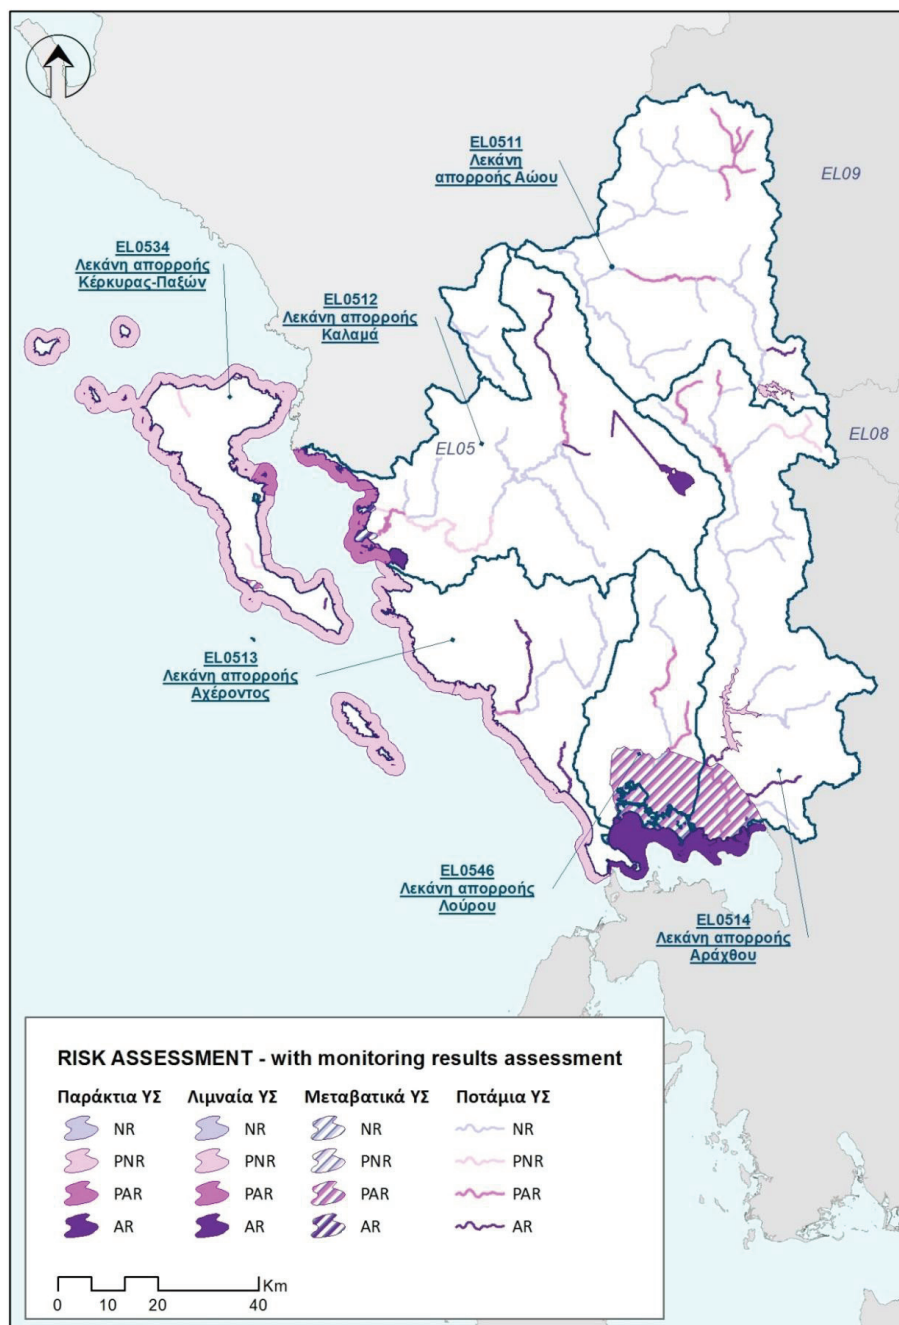 EL0511
Λεκάνη
απορροής Αώου
EL09
EL0534
Λεκάνη απορροής
Κέρκυρας-Παξών
EL0512
Λεκάνη απορροής
Καλαμά
EL05
EL08
EL0513
Λεκάνη απορροής
Αχέροντος
EL0546
Λεκάνη απορροής
Λούρου
EL0514
Λεκάνη απορροής
Αράχθου
RISK ASSESSMENT - with monitoring results assessment
Παράκτια ΥΣ Λιμναία ΥΣ Μεταβατικά ΥΣ Ποτάμια ΥΣ
NR NR NR NR
PNR PNR PNR PNR
PAR PAR PAR PAR
AR AR AR AR
Km
0 10 20 40